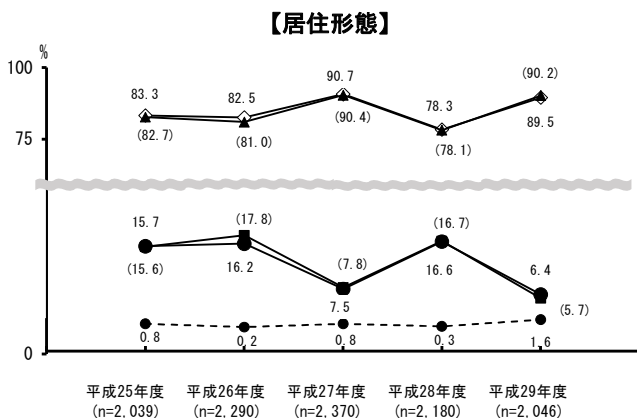 【居住形態】
%
100
83.3 82.5 90.7 78.3 (90.2)
(82.7) (81.0) (90.4) (78.1) 89.5
75
15.7 (17.8) (7.8) (16.7) 6.4
(15.6) 16.2 7.5 16.6 (5.7)
0.8 0.2 0.8 0.3 1.6
0
平成25年度 平成26年度 平成27年度 平成28年度 平成29年度
(n=2,039) (n=2,290) (n=2,370) (n=2,180) (n=2,046)